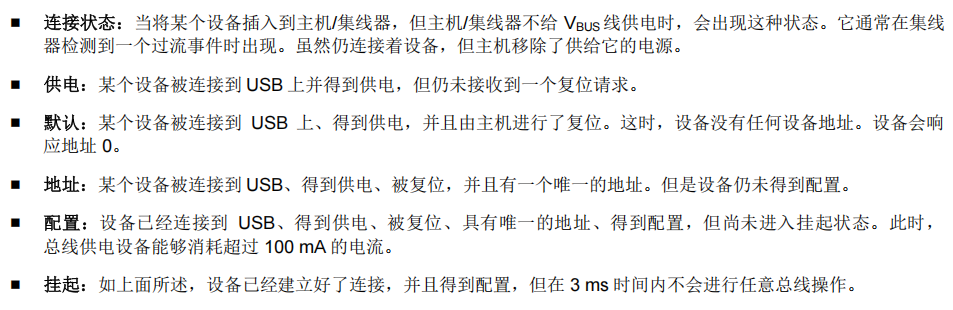 ■ 连接状态：当将某个设备插入到主机/集线器，但主机/集线器不给 VBUS 线供电时，会出现这种状态。它通常在集线
器检测到一个过流事件时出现。虽然仍连接着设备，但主机移除了供给它的电源。
■ 供电：某个设备被连接到 USB 上并得到供电，但仍未接收到一个复位请求。
■ 默认：某个设备被连接到 USB 上、得到供电，并且由主机进行了复位。这时，设备没有任何设备地址。设备会响
应地址 0。
■ 地址：某个设备被连接到 USB、得到供电、被复位，并且有一个唯一的地址。但是设备仍未得到配置。
■ 配置：设备已经连接到 USB、得到供电、被复位、具有唯一的地址、得到配置，但尚未进入挂起状态。此时，
总线供电设备能够消耗超过 100 mA 的电流。
■ 挂起：如上面所述，设备已经建立好了连接，并且得到配置，但在 3 ms 时间内不会进行任意总线操作。